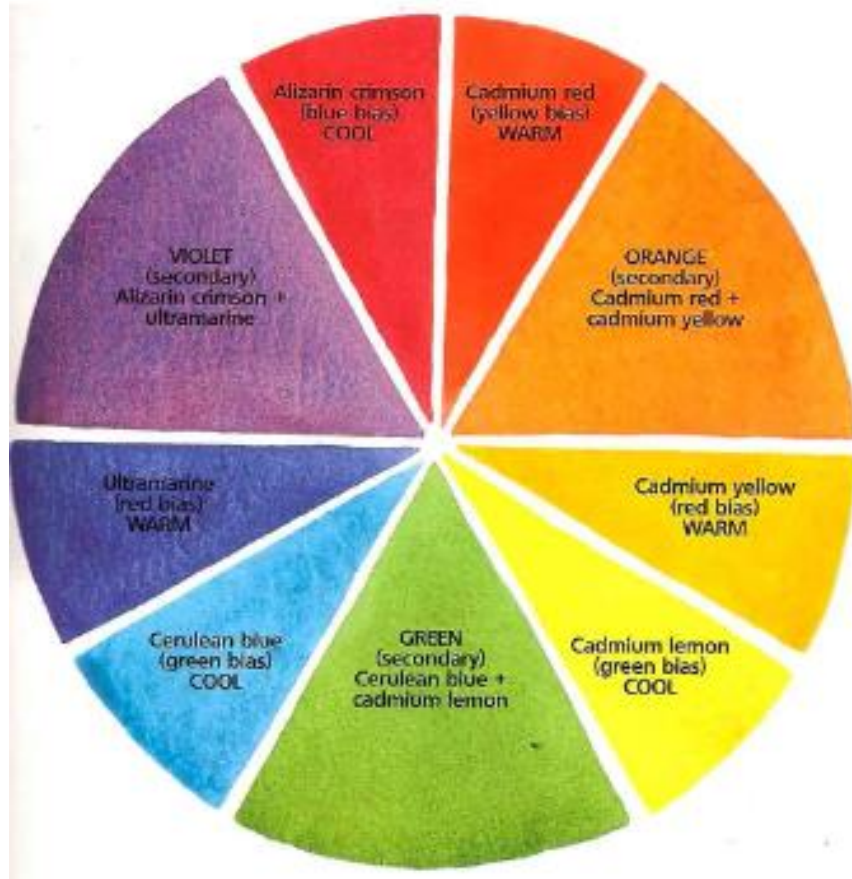 Alizarin crimson
(blue bias)
COOL
Cadmium red
(yellow bias)
WARM
ORANGE
(secondary)
Cadmium red +
cadmium yellow
Cadmium yellow
(red bias)
WARM
Cadmium lemon
(green bias)
COOL
GREEN
(secondary)
Cerulean blue +
cadmium lemon
Cerulean blue
(green bias)
COOL
Ultramarine
(red bias)
WARM
VIOLET
(secondary)
Alizarin crimson +
ultramarine